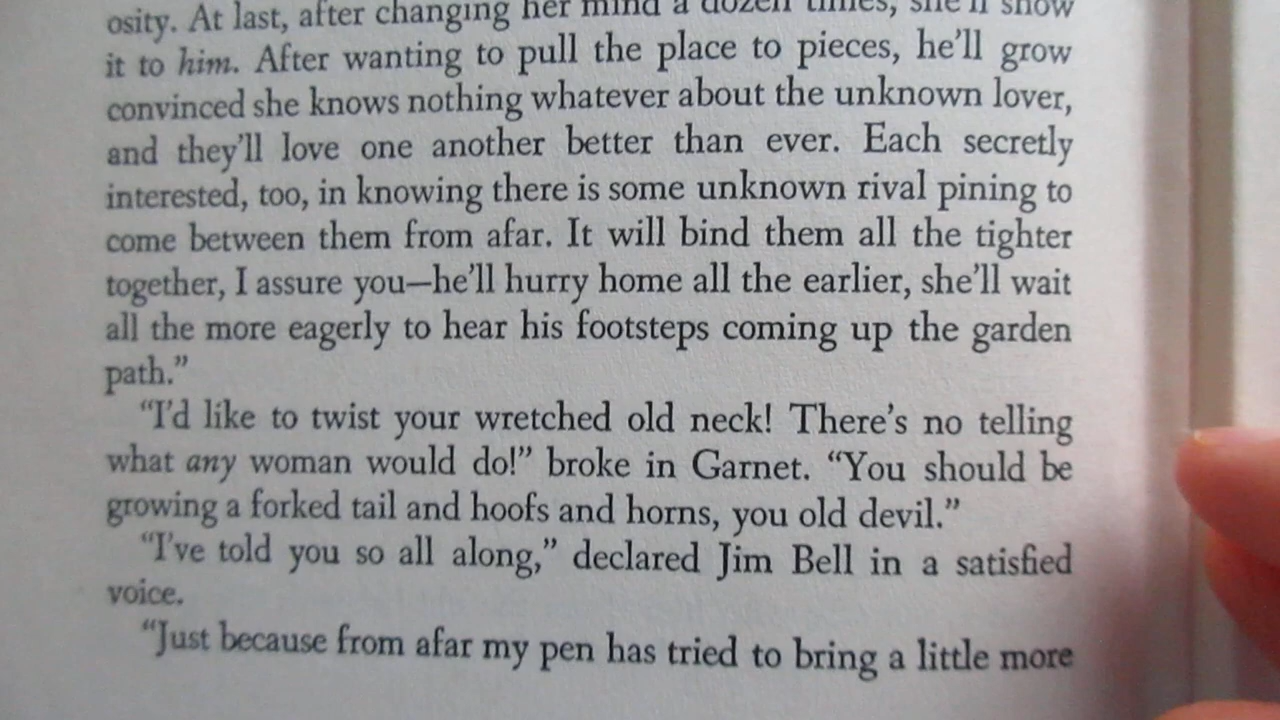 osity. At last, after changing her mind a dozen times, she'll show
it to him. After wanting to pull the place to pieces, he'll grow
convinced she knows nothing whatever about the unknown lover,
and they'll love one another better than ever. Each secretly
interested, too, in knowing there is some unknown rival pining to
come between them from afar. It will bind them all the tighter
together, I assure you—he'll hurry home all the earlier, she'll wait
all the more eagerly to hear his footsteps coming up the garden
path.”
“I'd like to twist your wretched old neck! There's no telling
what any woman would do!” broke in Garnet. “You should be
growing a forked tail and hoofs and horns, you old devil.”
“I've told you so all along,” declared Jim Bell in a satisfied
voice.
“Just because from afar my pen has tried to bring a little more